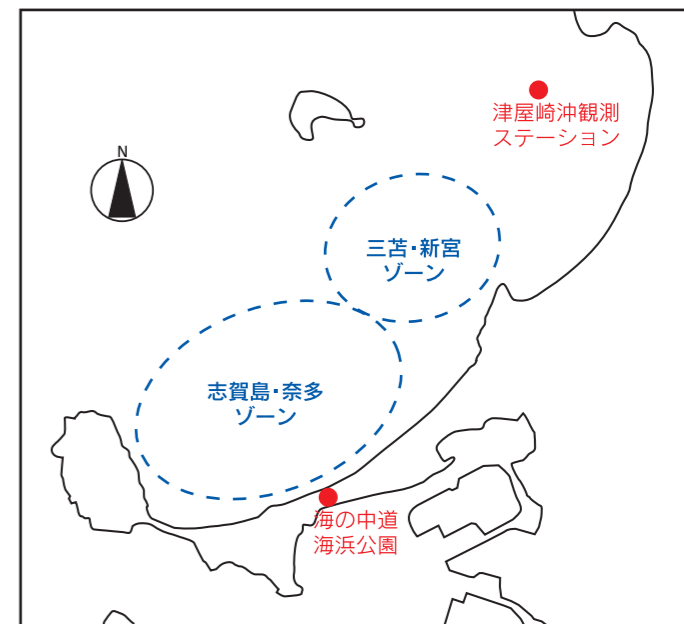 津屋崎沖観測
ステーション
N
三苫・新宮
ゾーン
志賀島・奈多
ゾーン
海の中道
海浜公園